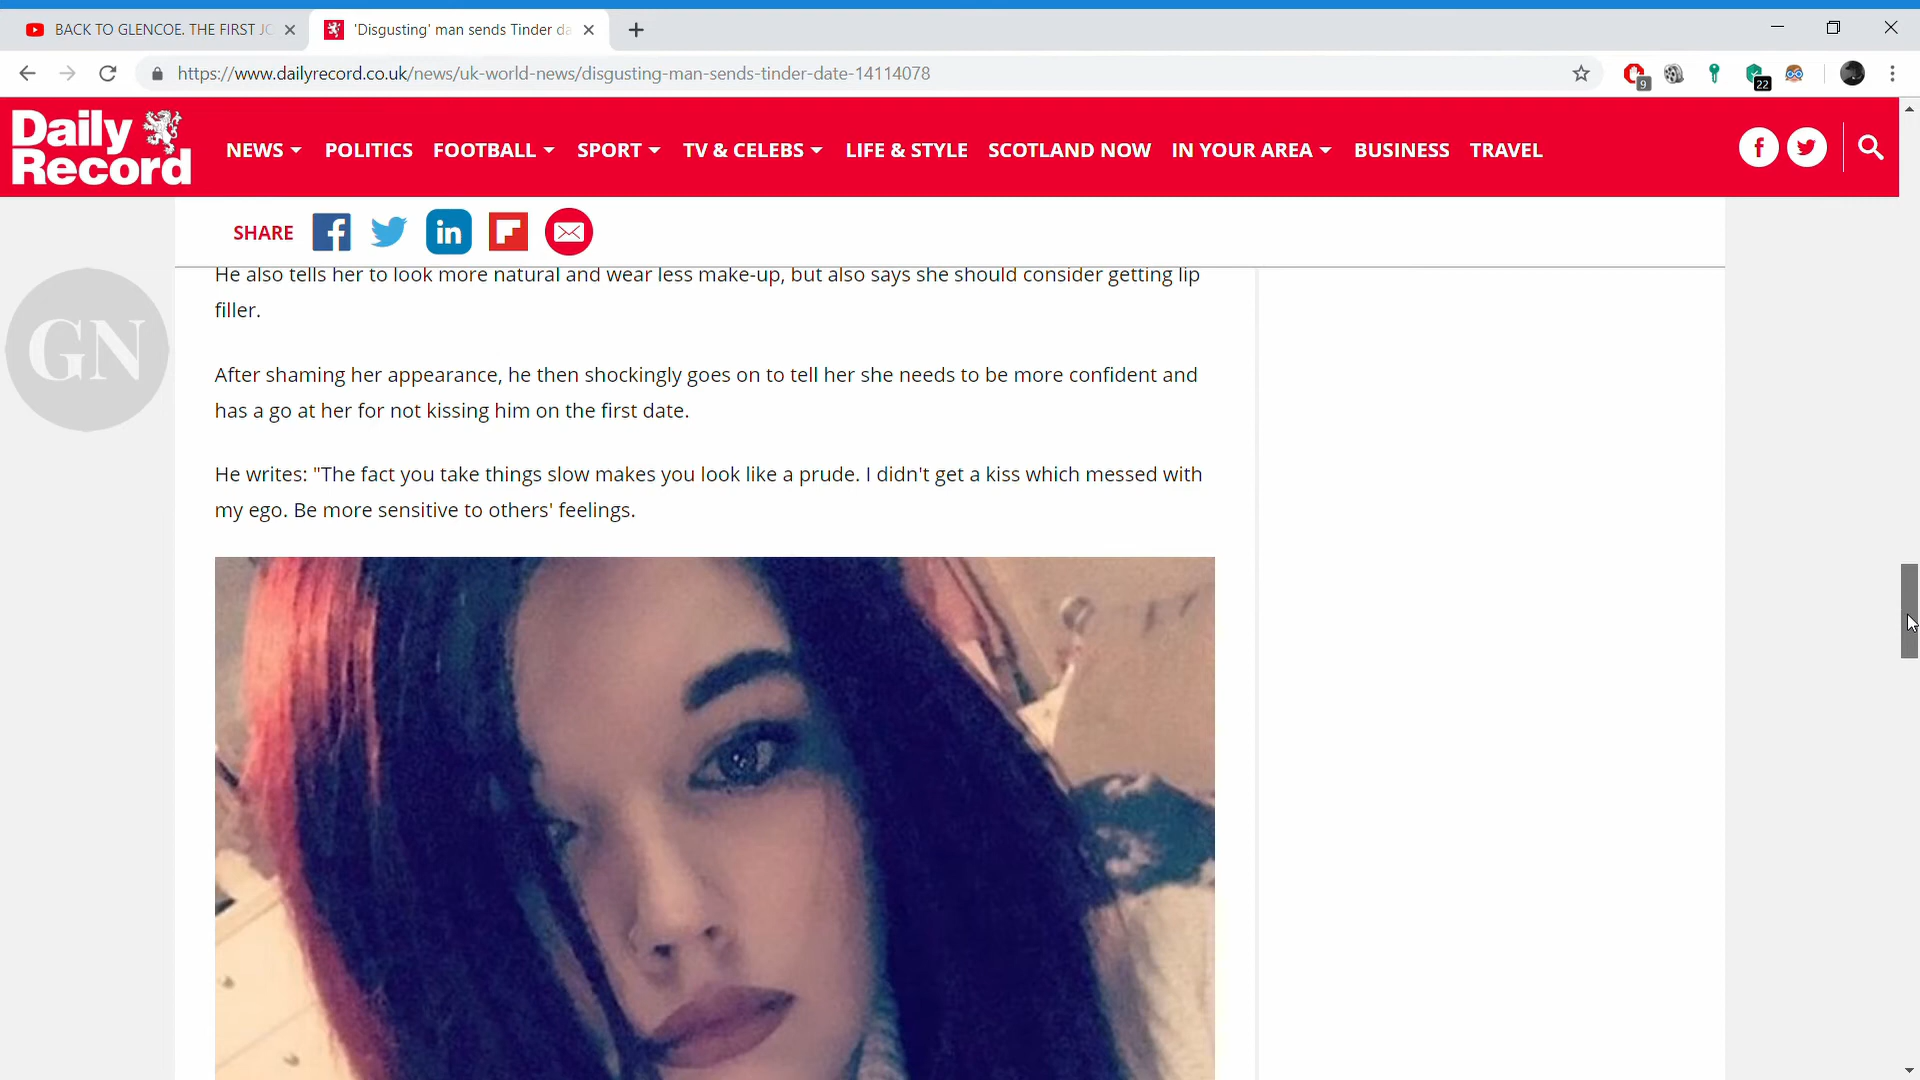 BACK TO GLENCOE. THE FIRST JO
'Disgusting' man sends Tinder da
https://www.dailyrecord.co.uk/news/uk-world-news/disgusting-man-sends-tinder-date-14114078
9
22
Daily
Record
NEWS POLITICS FOOTBALL SPORT TV & CELEBS LIFE & STYLE SCOTLAND NOW IN YOUR AREA BUSINESS TRAVEL
SHARE
GN
He also tells her to look more natural and wear less make-up, but also says she should consider getting lip
filler.
After shaming her appearance, he then shockingly goes on to tell her she needs to be more confident and
has a go at her for not kissing him on the first date.
He writes: "The fact you take things slow makes you look like a prude. I didn't get a kiss which messed with
my ego. Be more sensitive to others' feelings.